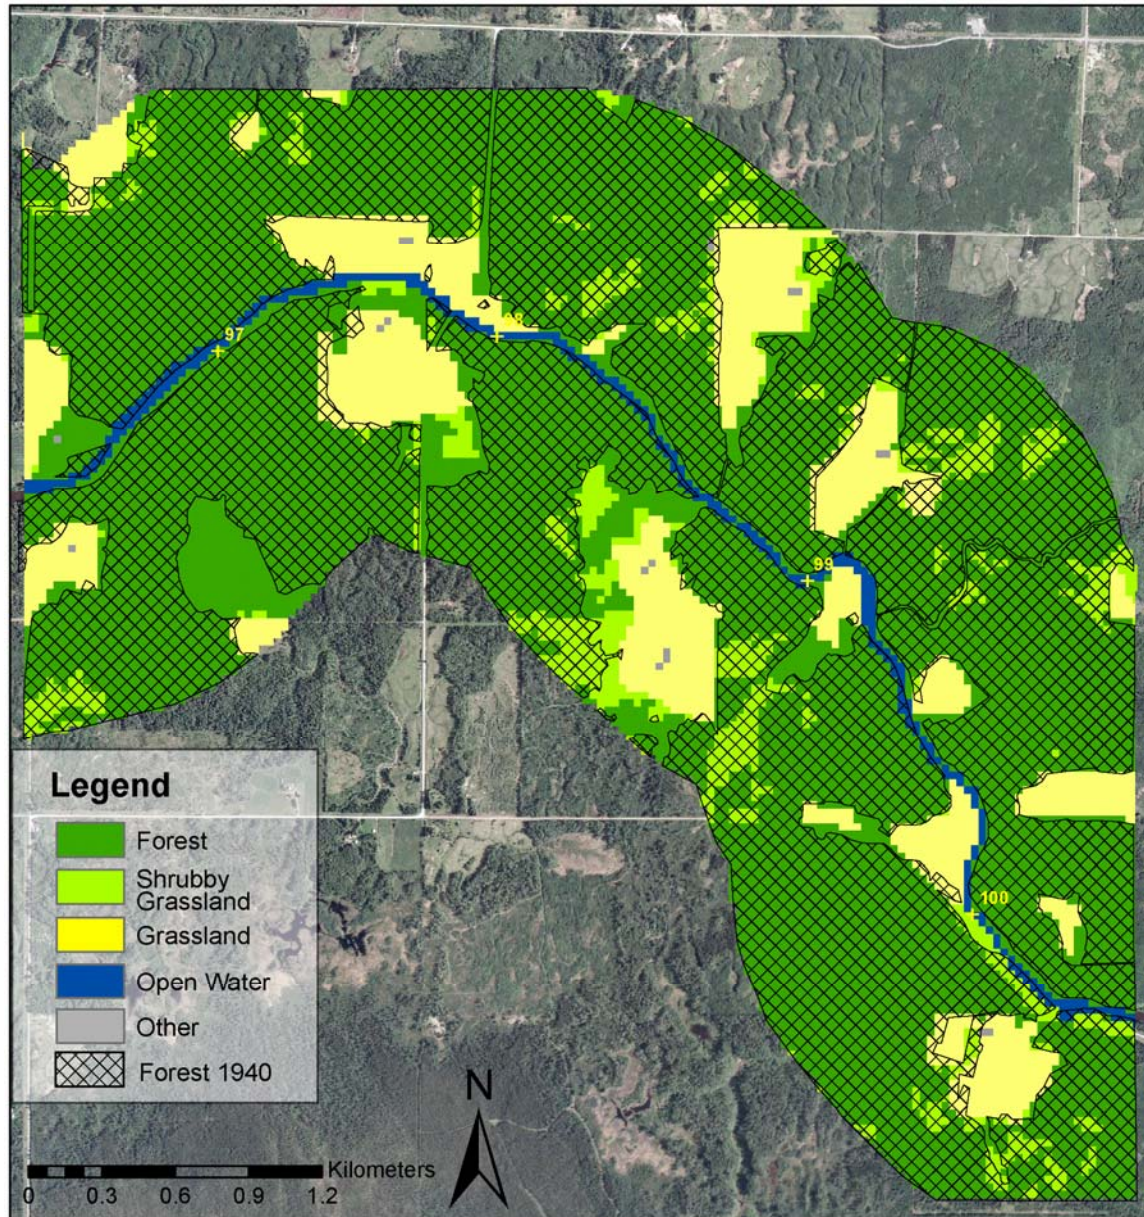 97
98
99
100
Legend
Forest
Shrubby
Grassland
Grassland
Open Water
Other
Forest 1940
N
Kilometers
0 0.3 0.6 0.9 1.2